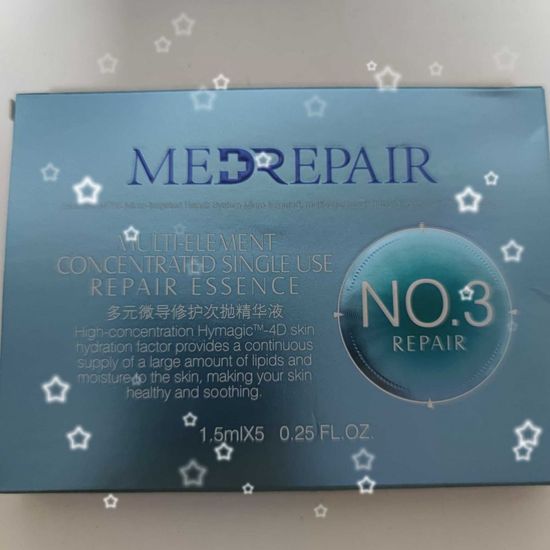 MEDREPAIR
MULTI-ELEMENT
CONCENTRATED SINGLE USE
REPAIR ESSENCE
多元微导修护次抛精华液
High-concentration Hymagic™-4D skin
hydration factor provides a continuous
supply of a large amount of lipids and
moisture to the skin, making your skin
healthy and soothing.
NO.3
REPAIR
1.5mlX5 0.25 FL.OZ.